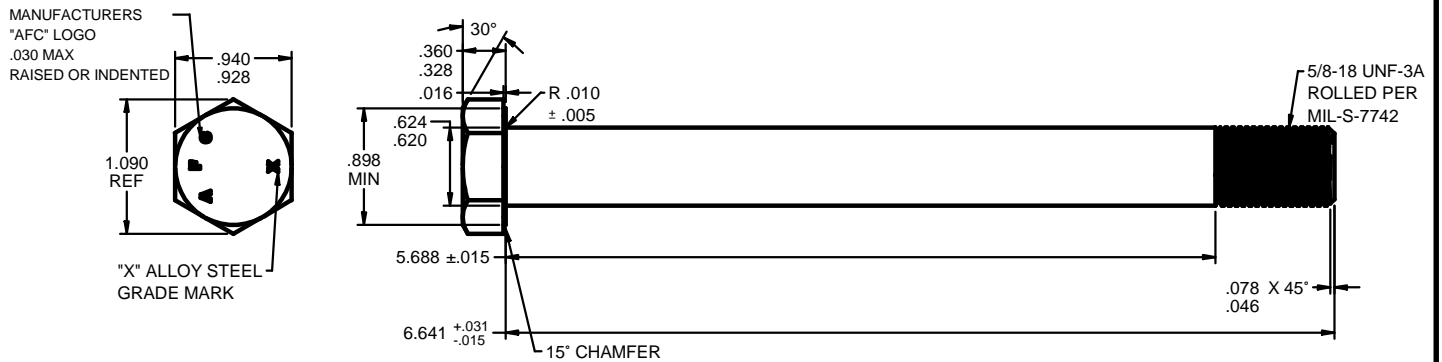 MANUFACTURERS
"AFC" LOGO
.030 MAX
RAISED OR INDENTED
.940
.928
1.090
REF
A F C
X
"X" ALLOY STEEL
GRADE MARK
30°
.360
.328
.016
R .010
± .005
.624
.620
.898
MIN
5.688 ±.015
6.641 +.031
-.015
15° CHAMFER
5/8-18 UNF-3A
ROLLED PER
MIL-S-7742
.078 X 45°
.046